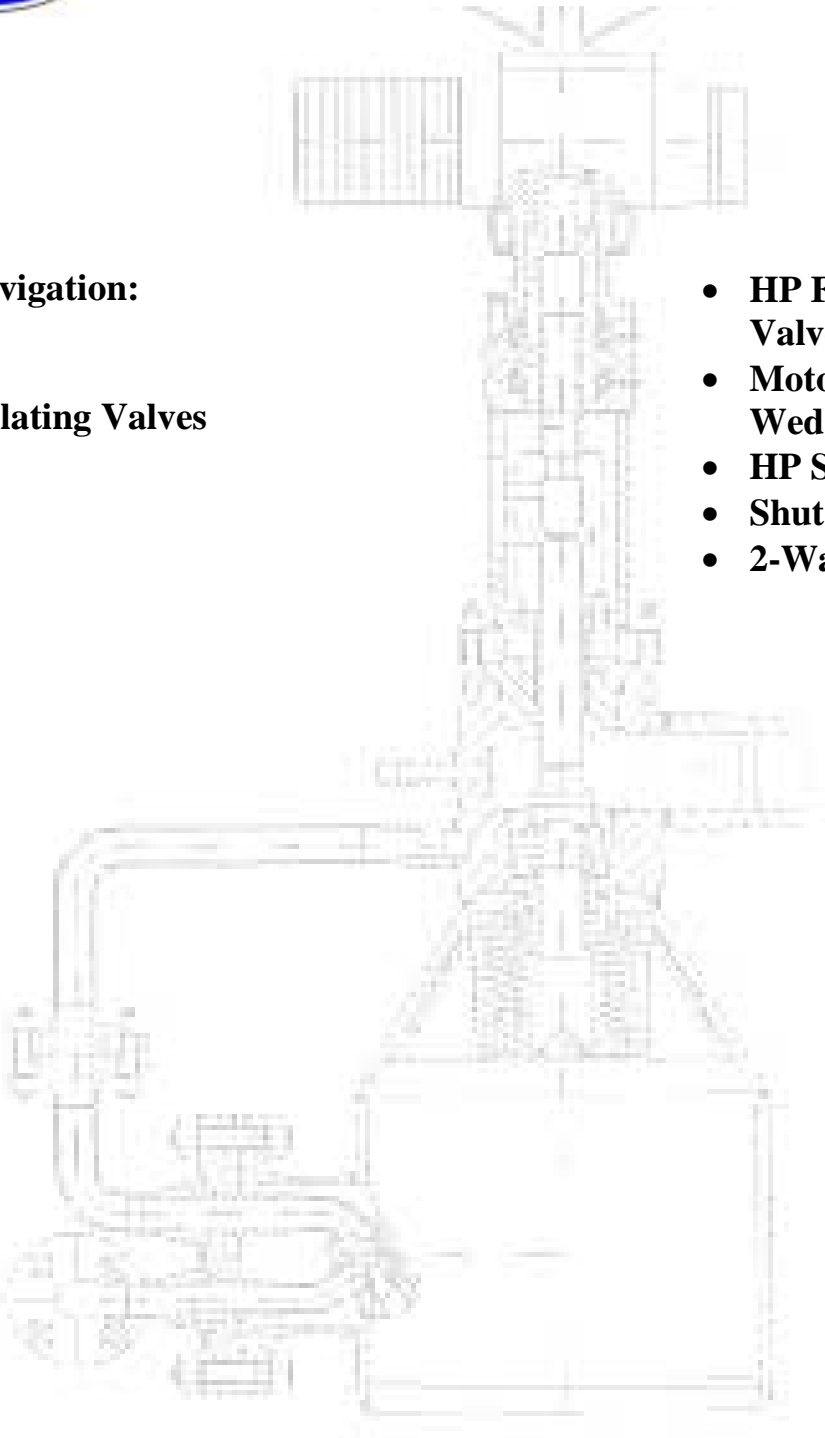 vigation:
lating Valves
• HP E
Valv
• Moto
Wed
• HP S
• Shut
• 2-Wa